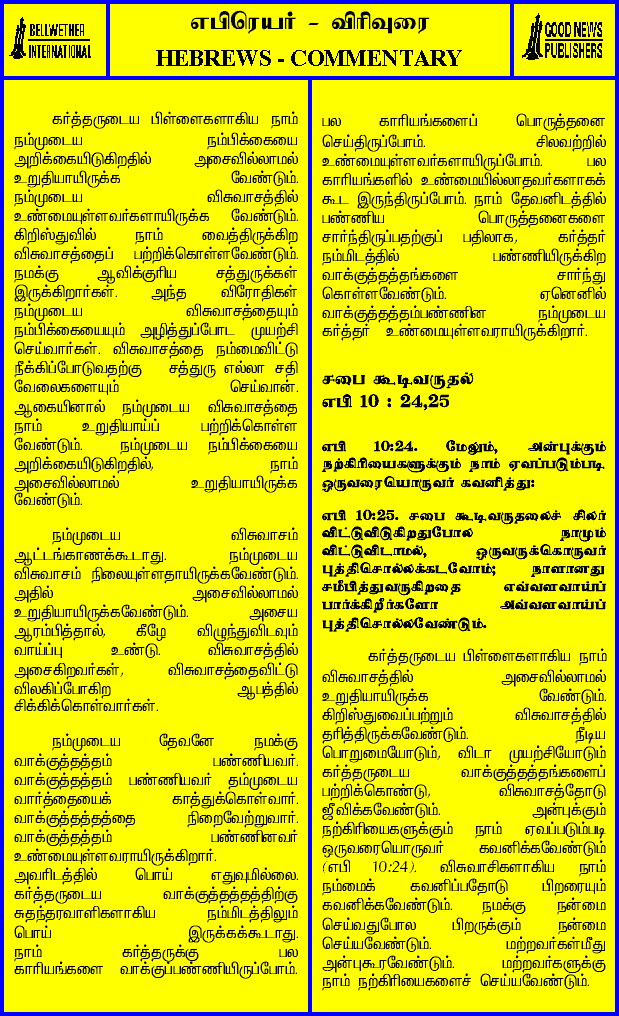 BELLWETHER
INTERNATIONAL
எபிரெயர் - விரிவுரை
HEBREWS - COMMENTARY
GOOD NEWS
PUBLISHERS
கர்த்தருடைய பிள்ளைகளாகிய நாம்
நம்முடைய நம்பிக்கையை
அறிக்கையிடுகிறதில் அசைவில்லாமல்
உறுதியாயிருக்க வேண்டும்.
நம்முடைய விசுவாசத்தில்
உண்மையுள்ளவர்களாயிருக்க வேண்டும்.
கிறிஸ்துவில் நாம் வைத்திருக்கிற
விசுவாசத்தைப் பற்றிக்கொள்ளவேண்டும்.
நமக்கு ஆவிக்குரிய சத்துருக்கள்
இருக்கிறார்கள். அந்த விரோதிகள்
நம்முடைய விசுவாசத்தையும்
நம்பிக்கையையும் அழித்துப்போட முயற்சி
செய்வார்கள். விசுவாசத்தை நம்மைவிட்டு
நீக்கிப்போடுவதற்கு சத்துரு எல்லா சதி
வேலைகளையும் செய்வான்.
ஆகையினால் நம்முடைய விசுவாசத்தை
நாம் உறுதியாய்ப் பற்றிக்கொள்ள
வேண்டும். நம்முடைய நம்பிக்கையை
அறிக்கையிடுகிறதில், நாம்
அசைவில்லாமல் உறுதியாயிருக்க
வேண்டும்.
நம்முடைய விசுவாசம்
ஆட்டங்காணக்கூடாது. நம்முடைய
விசுவாசம் நிலையுள்ளதாயிருக்கவேண்டும்.
அதில் அசைவில்லாமல்
உறுதியாயிருக்கவேண்டும். அசைய
ஆரம்பித்தால், கீழே விழுந்துவிடவும்
வாய்ப்பு உண்டு. விசுவாசத்தில்
அசைகிறவர்கள், விசுவாசத்தைவிட்டு
விலகிப்போகிற ஆபத்தில்
சிக்கிக்கொள்வார்கள்.
நம்முடைய தேவனே நமக்கு
வாக்குத்தத்தம் பண்ணியவர்.
வாக்குத்தத்தம் பண்ணியவர் தம்முடைய
வார்த்தையைக் காத்துக்கொள்வார்.
வாக்குத்தத்தத்தை நிறைவேற்றுவார்.
வாக்குத்தத்தம் பண்ணினவர்
உண்மையுள்ளவராயிருக்கிறார்.
அவரிடத்தில் பொய் எதுவுமில்லை.
கர்த்தருடைய வாக்குத்தத்தத்திற்கு
சுதந்தரவாளிகளாகிய நம்மிடத்திலும்
பொய் இருக்கக்கூடாது.
நாம் கர்த்தருக்கு பல
காரியங்களை வாக்குப்பண்ணியிருப்போம்.
பல காரியங்களைப் பொருத்தனை
செய்திருப்போம். சிலவற்றில்
உண்மையுள்ளவர்களாயிருப்போம். பல
காரியங்களில் உண்மையில்லாதவர்களாகக்
கூட இருந்திருப்போம். நாம் தேவனிடத்தில்
பண்ணிய பொருத்தனைகளை
சார்ந்திருப்பதற்குப் பதிலாக, கர்த்தர்
நம்மிடத்தில் பண்ணியிருக்கிற
வாக்குத்தத்தங்களை சார்ந்து
கொள்ளவேண்டும். ஏனெனில்
வாக்குத்தத்தம்பண்ணின நம்முடைய
கர்த்தர் உண்மையுள்ளவராயிருக்கிறார்.
சபை கூடிவருதல்
எபி 10 : 24,25
எபி 10:24. மேலும், அன்புக்கும்
நற்கிரியைகளுக்கும் நாம் ஏவப்படும்படி
ஒருவரையொருவர் கவனித்து;
எபி 10:25. சபை கூடிவருதலைச் சிலர்
விட்டுவிடுகிறதுபோல நாமும்
விட்டுவிடாமல், ஒருவருக்கொருவர்
புத்திசொல்லக்கடவோம்; நாளானது
சமீபித்துவருகிறதை எவ்வளவாய்ப்
பார்க்கிறீர்களோ அவ்வளவாய்ப்
புத்திசொல்லவேண்டும்.
கர்த்தருடைய பிள்ளைகளாகிய நாம்
விசுவாசத்தில் அசைவில்லாமல்
உறுதியாயிருக்க வேண்டும்.
கிறிஸ்துவைப்பற்றும் விசுவாசத்தில்
தரித்திருக்கவேண்டும். நீடிய
பொறுமையோடும், விடா முயற்சியோடும்
கர்த்தருடைய வாக்குத்தத்தங்களைப்
பற்றிக்கொண்டு, விசுவாசத்தோடு
ஜீவிக்கவேண்டும். அன்புக்கும்
நற்கிரியைகளுக்கும் நாம் ஏவப்படும்படி
ஒருவரையொருவர் கவனிக்கவேண்டும்
(எபி 10:24). விசுவாசிகளாகிய நாம்
நம்மைக் கவனிப்பதோடு பிறரையும்
கவனிக்கவேண்டும். நமக்கு நன்மை
செய்வதுபோல பிறருக்கும் நன்மை
செய்யவேண்டும். மற்றவர்கள்மீது
அன்புகூரவேண்டும். மற்றவர்களுக்கு
நாம் நற்கிரியைகளைச் செய்யவேண்டும்.